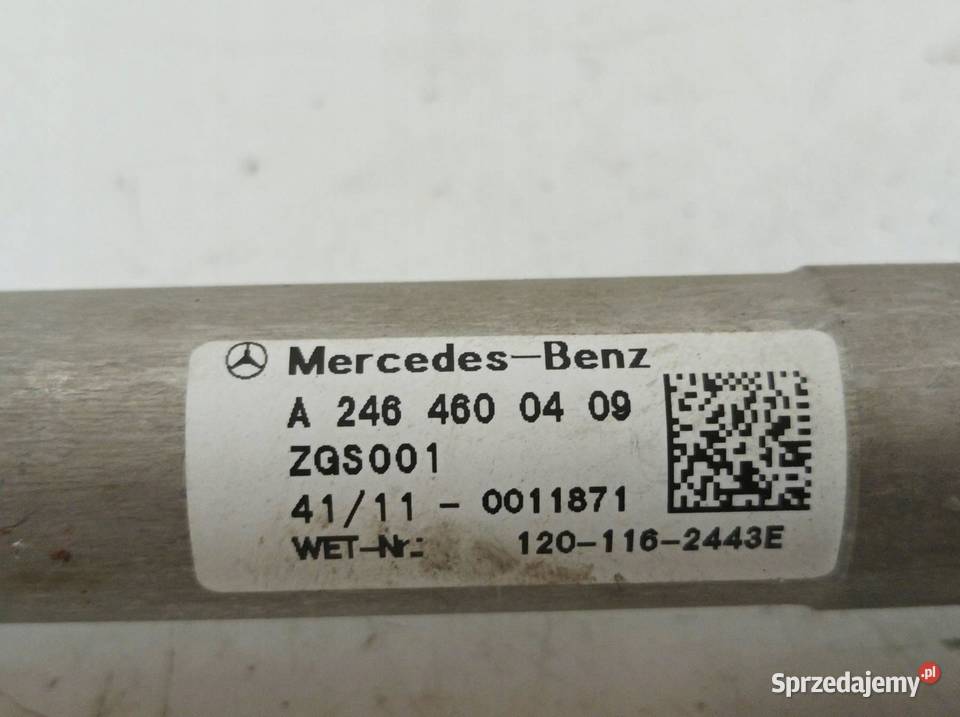 Mercedes-Benz
A 246 460 04 09
ZGS001
41/11 - 0011871
WET-Nr.: 120-116-2443E
Sprzedajemy.pl